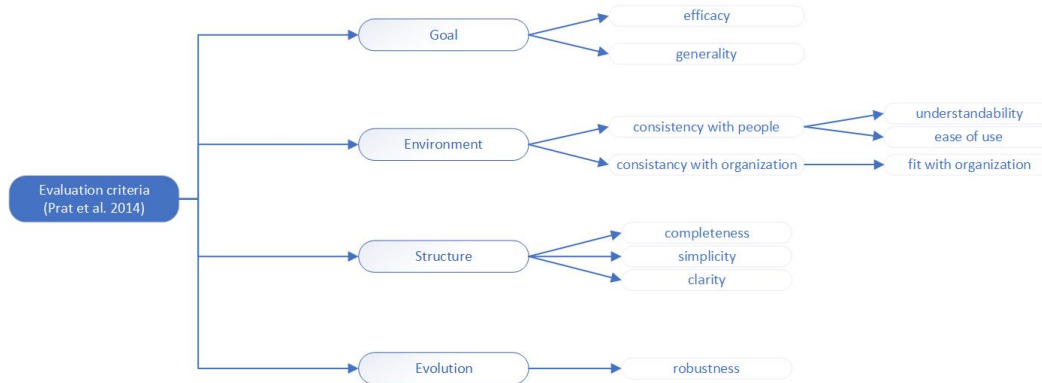 efficacy
Goal
generality
understandability
consistency with people
Environment
ease of use
consistancy with organization
fit with organization
Evaluation criteria
(Prat et al. 2014)
completeness
Structure
simplicity
clarity
Evolution
robustness